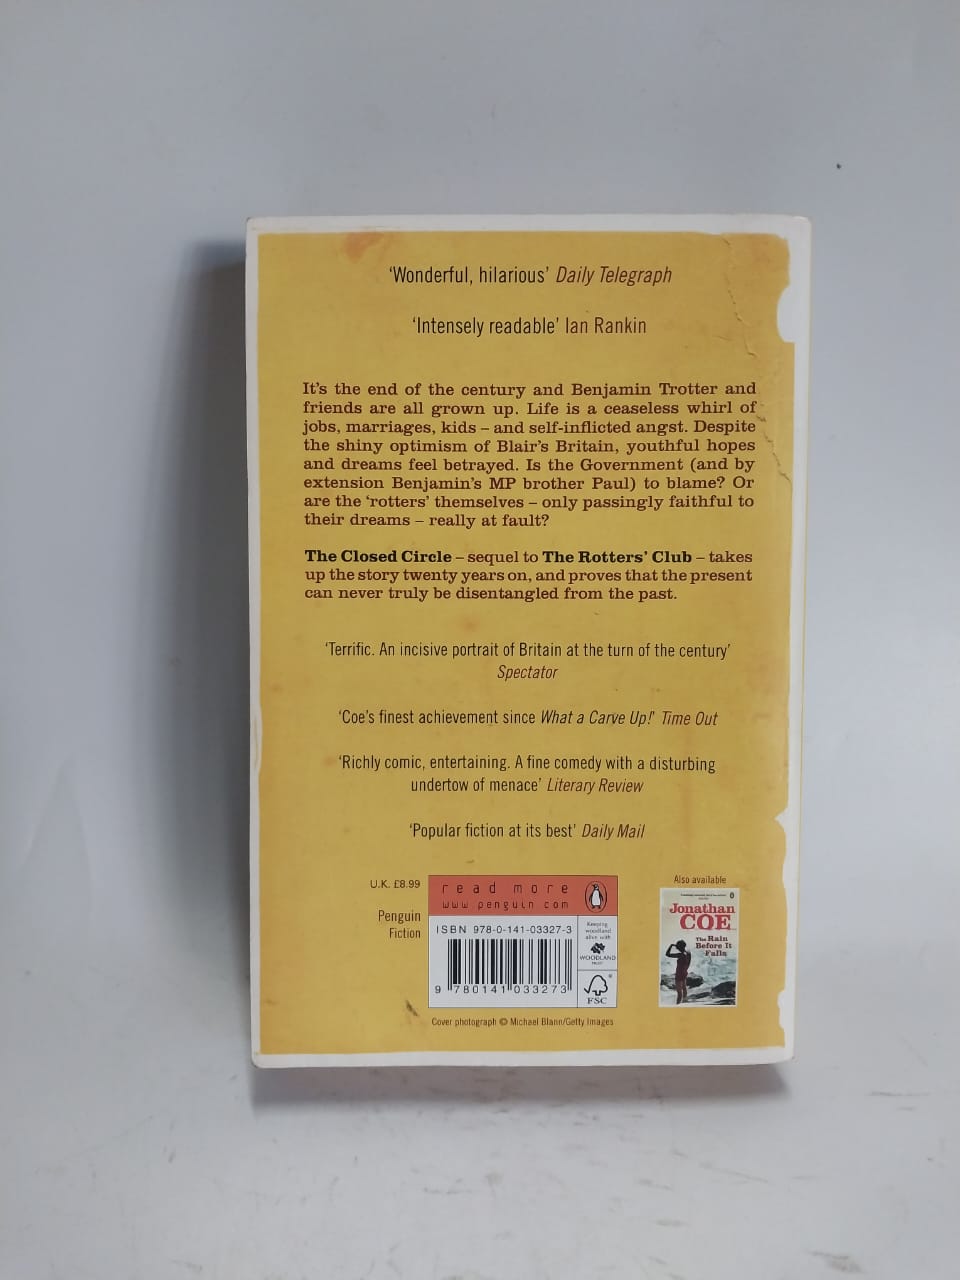 ‘Wonderful, hilarious’ Daily Telegraph
‘Intensely readable’ Ian Rankin
It’s the end of the century and Benjamin Trotter and
friends are all grown up. Life is a ceaseless whirl of
jobs, marriages, kids – and self-inflicted angst. Despite
the shiny optimism of Blair’s Britain, youthful hopes
and dreams feel betrayed. Is the Government (and by
extension Benjamin’s MP brother Paul) to blame? Or
are the ‘rotters’ themselves – only passingly faithful to
their dreams – really at fault?
The Closed Circle – sequel to The Rotters’ Club – takes
up the story twenty years on, and proves that the present
can never truly be disentangled from the past.
‘Terrific. An incisive portrait of Britain at the turn of the century’
Spectator
‘Coe’s finest achievement since What a Carve Up!’ Time Out
‘Richly comic, entertaining. A fine comedy with a disturbing
undertow of menace’ Literary Review
‘Popular fiction at its best’ Daily Mail
U.K. £8.99
Penguin
Fiction
read more
www.penguin.com
ISBN 978-0-141-03327-3
9 780141 033273
Keeping
woodland
alive with
WOODLAND
TRUST
FSC
Also available
Jonathan
COE
The Rain
Before It
Falls
Cover photograph © Michael Blann/Getty Images